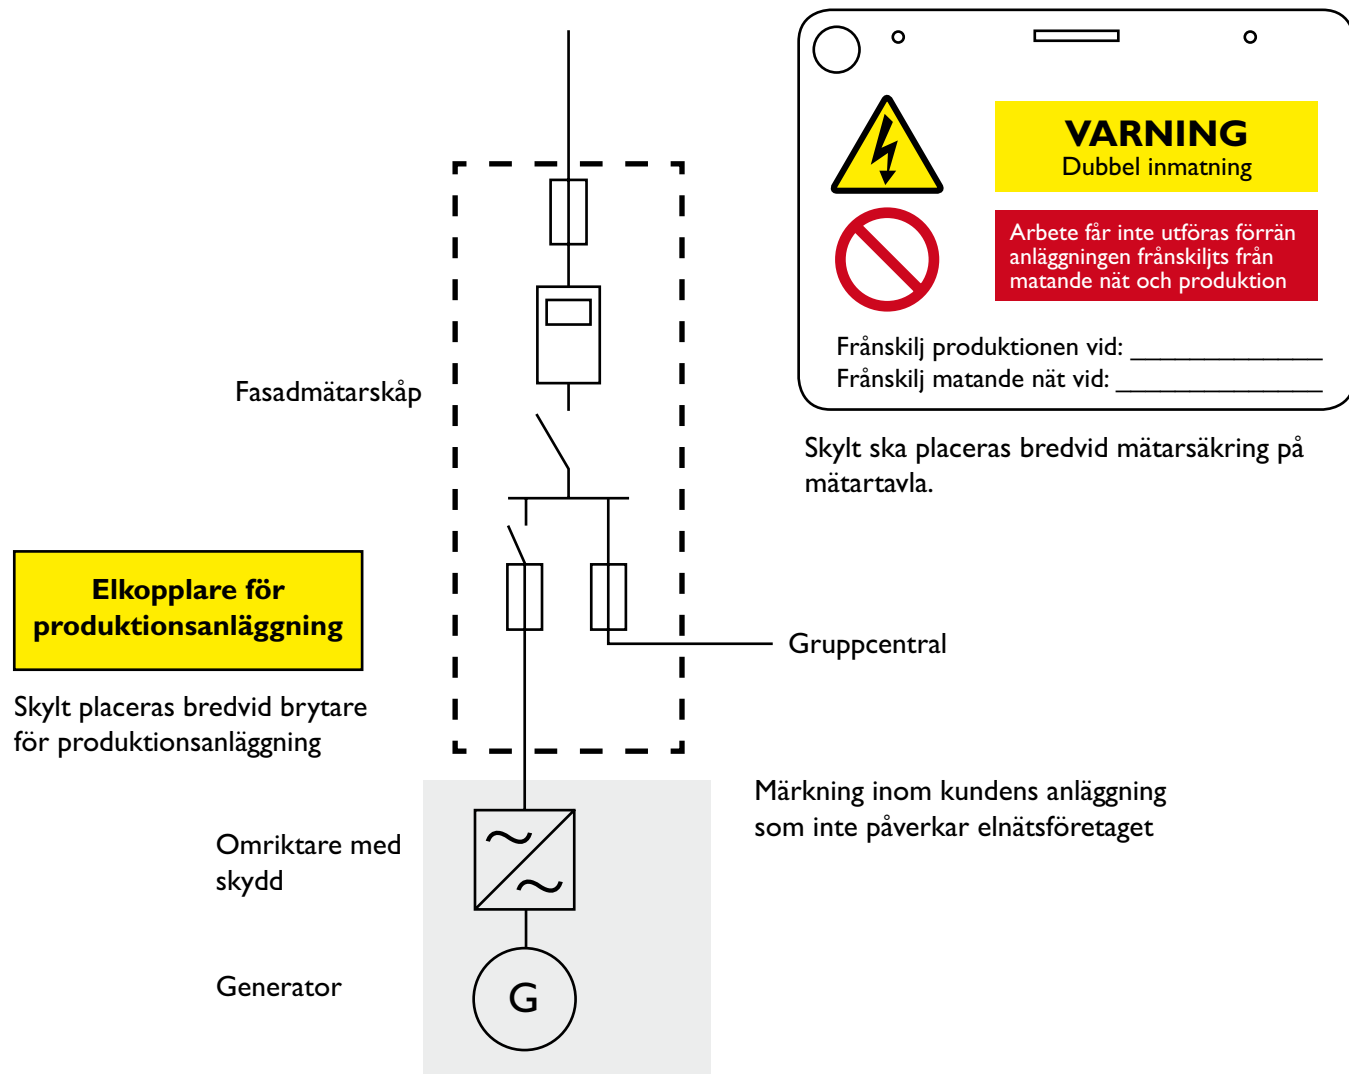 VARNING
Dubbel inmatning
Arbete får inte utföras förrän
anläggningen frånskiljts från
matande nät och produktion
Frånskilj produktionen vid: ______________
Frånskilj matande nät vid: _______________
Skylt ska placeras bredvid mätarsäkring på
mätartavla.
Fasadmätarskåp
Elkopplare för
produktionsanläggning
Skylt placeras bredvid brytare
för produktionsanläggning
Gruppcentral
Märkning inom kundens anläggning
som inte påverkar elnätsföretaget
Omriktare med
skydd
Generator
G